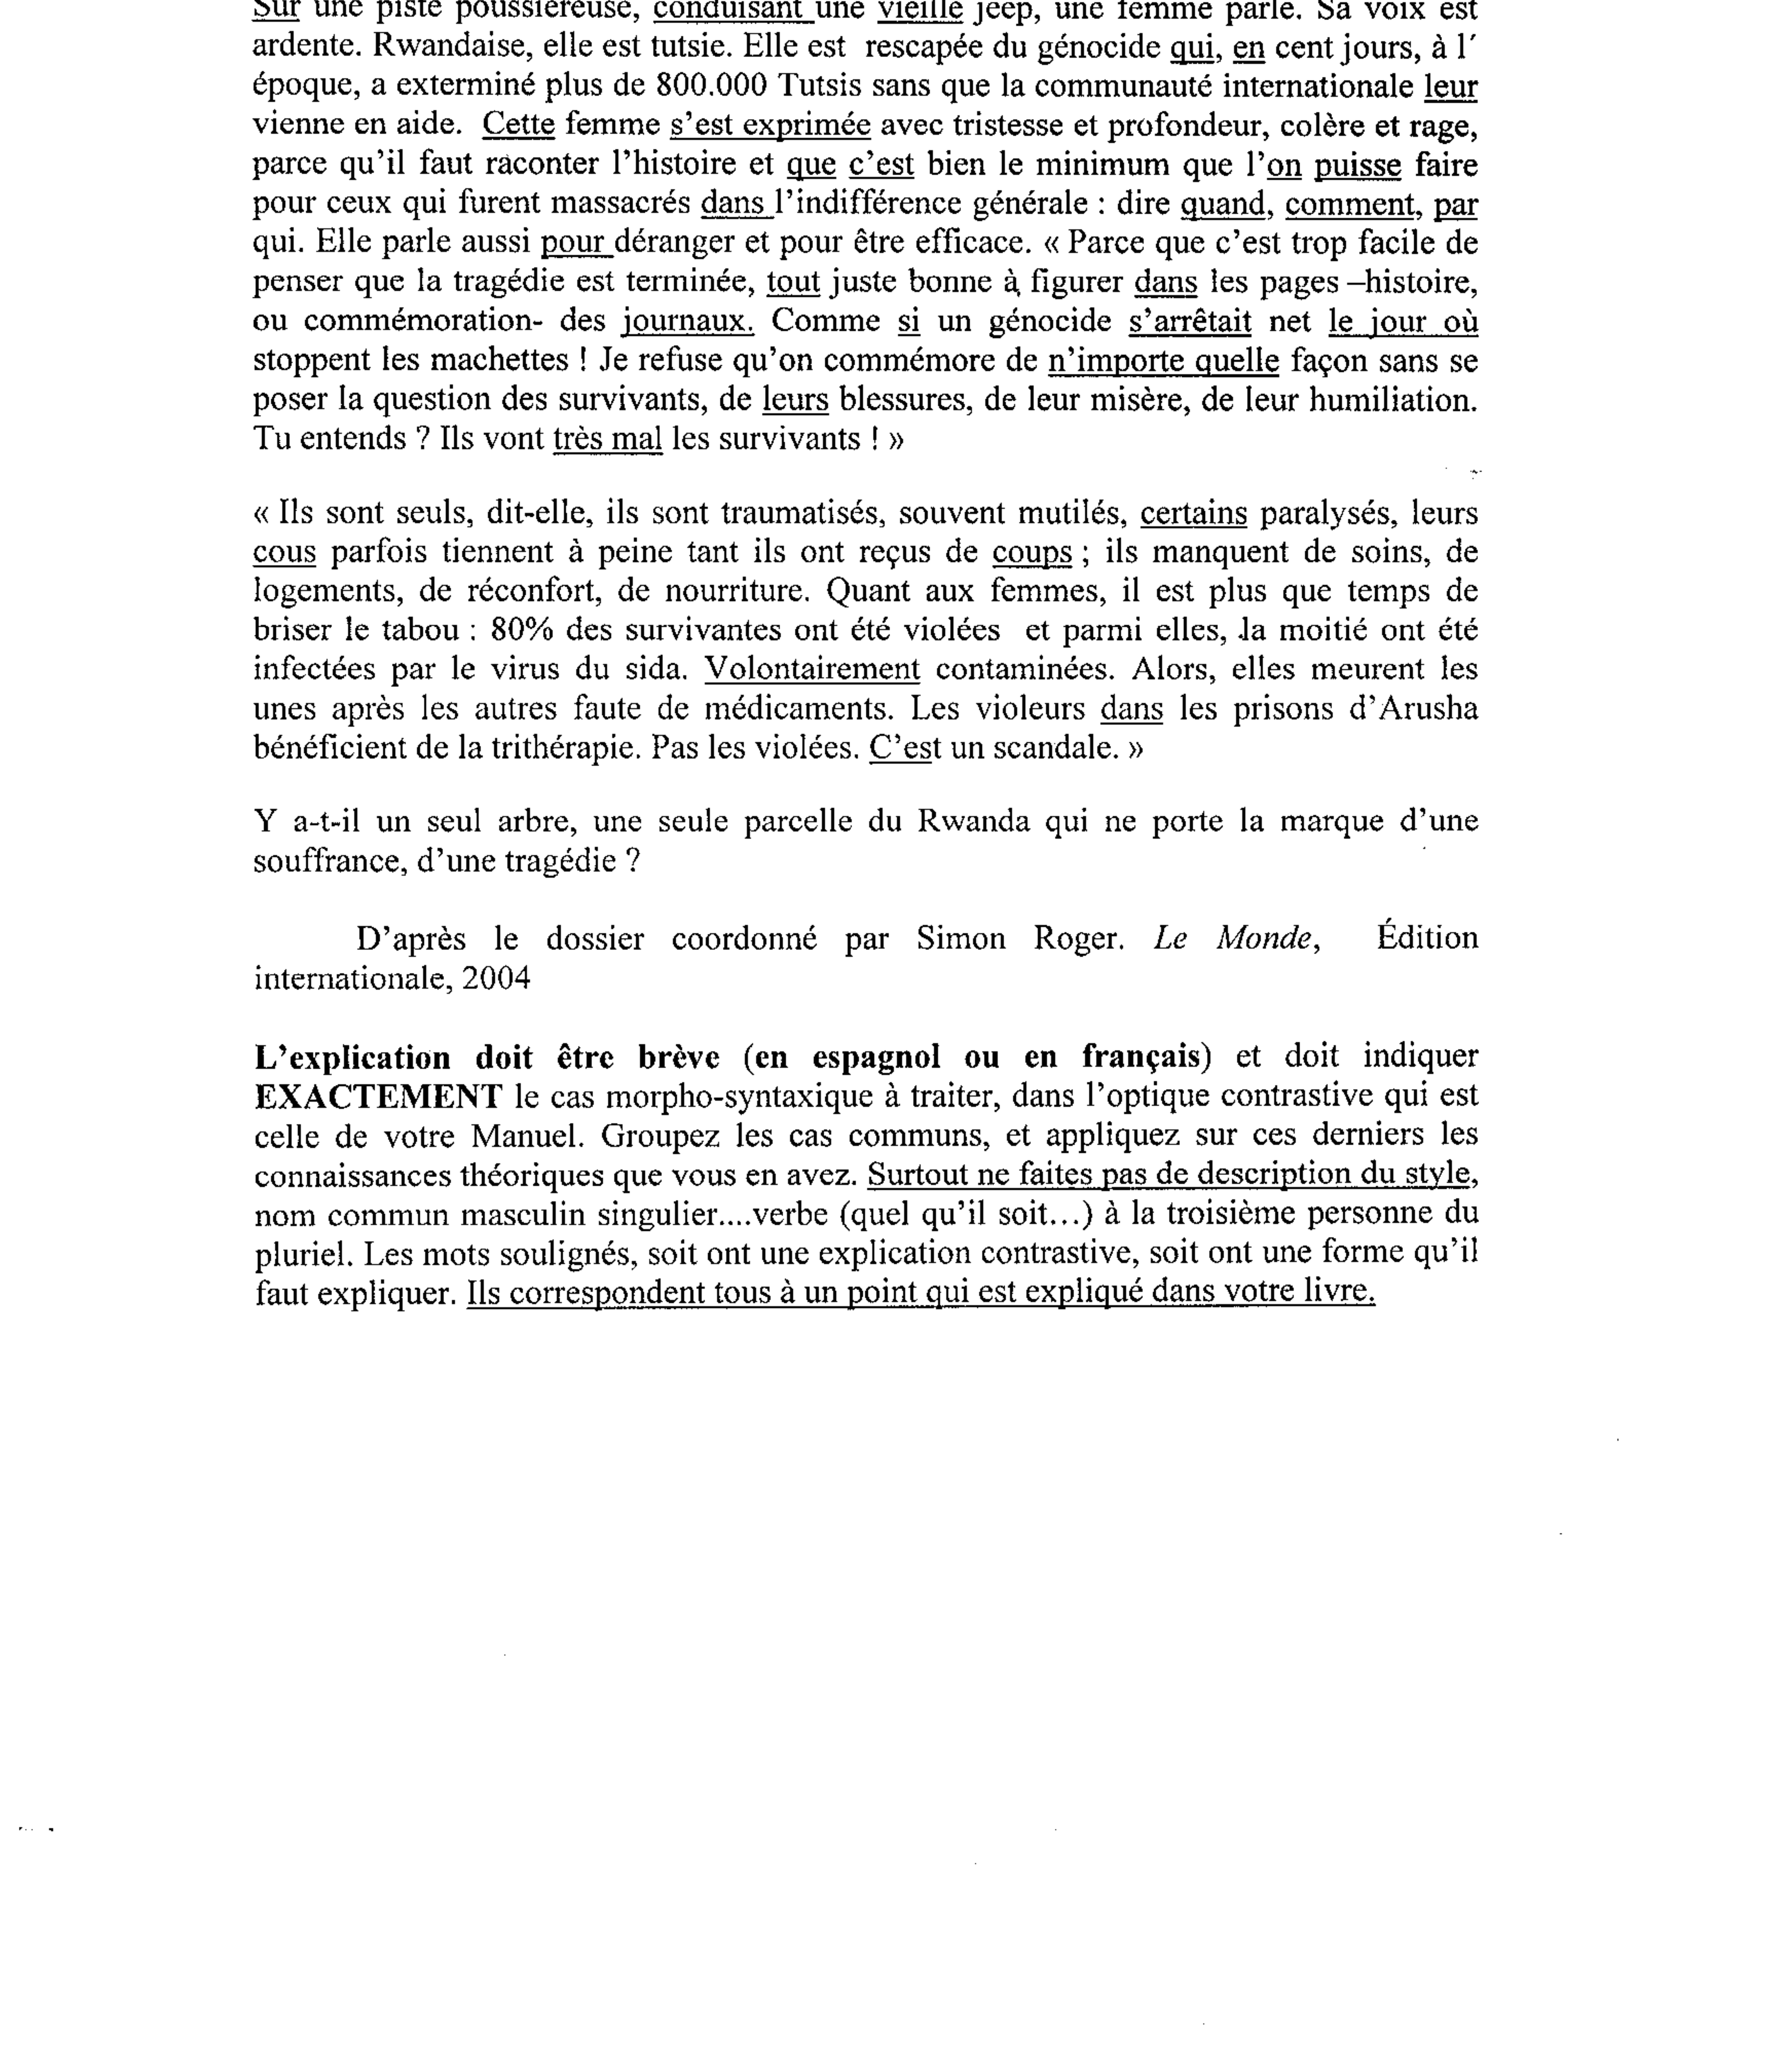 Sur une piste poussiéreuse, conduisant une vieille jeep, une femme parle. Sa voix est
ardente. Rwandaise, elle est tutsie. Elle est rescapée du génocide qui, en cent jours, à l´
époque, a exterminé plus de 800.000 Tutsis sans que la communauté internationale leur
vienne en aide. Cette femme s’est exprimée avec tristesse et profondeur, colère et rage,
parce qu’il faut raconter l’histoire et que c’est bien le minimum que l’on puisse faire
pour ceux qui furent massacrés dans l’indifférence générale : dire quand, comment, par
qui. Elle parle aussi pour déranger et pour être efficace. « Parce que c’est trop facile de
penser que la tragédie est terminée, tout juste bonne à figurer dans les pages –histoire,
ou commémoration- des journaux. Comme si un génocide s’arrêtait net le jour où
stoppent les machettes ! Je refuse qu’on commémore de n’importe quelle façon sans se
poser la question des survivants, de leurs blessures, de leur misère, de leur humiliation.
Tu entends ? Ils vont très mal les survivants ! »
« Ils sont seuls, dit-elle, ils sont traumatisés, souvent mutilés, certains paralysés, leurs
cous parfois tiennent à peine tant ils ont reçus de coups ; ils manquent de soins, de
logements, de réconfort, de nourriture. Quant aux femmes, il est plus que temps de
briser le tabou : 80% des survivantes ont été violées et parmi elles, la moitié ont été
infectées par le virus du sida. Volontairement contaminées. Alors, elles meurent les
unes après les autres faute de médicaments. Les violeurs dans les prisons d’Arusha
bénéficient de la trithérapie. Pas les violées. C’est un scandale. »
Y a-t-il un seul arbre, une seule parcelle du Rwanda qui ne porte la marque d’une
souffrance, d’une tragédie ?
D’après le dossier coordonné par Simon Roger. Le Monde, Édition
internationale, 2004
L’explication doit être brève (en espagnol ou en français) et doit indiquer
EXACTEMENT le cas morpho-syntaxique à traiter, dans l’optique contrastive qui est
celle de votre Manuel. Groupez les cas communs, et appliquez sur ces derniers les
connaissances théoriques que vous en avez. Surtout ne faites pas de description du style,
nom commun masculin singulier....verbe (quel qu’il soit...) à la troisième personne du
pluriel. Les mots soulignés, soit ont une explication contrastive, soit ont une forme qu’il
faut expliquer. Ils correspondent tous à un point qui est expliqué dans votre livre.